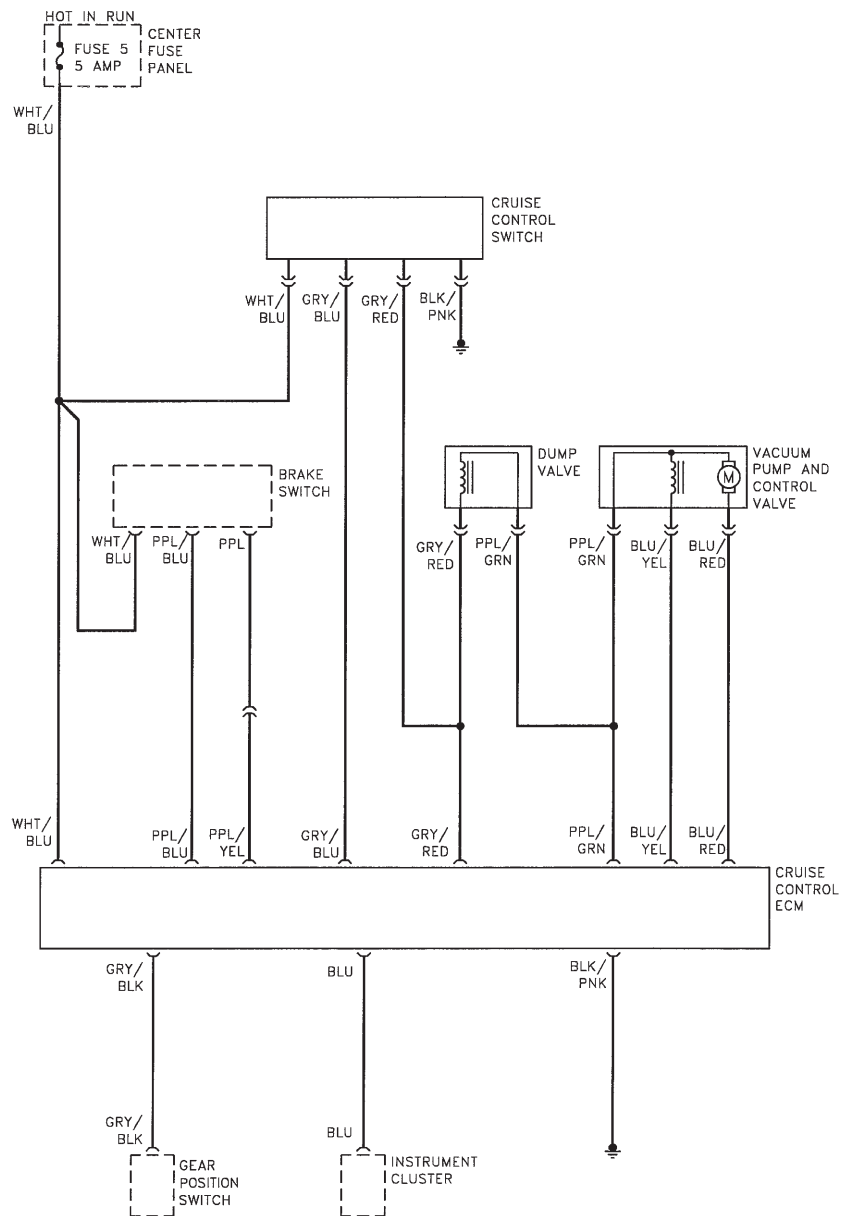 HOT IN RUN
CENTER
FUSE
PANEL
FUSE 5
5 AMP
WHT/
BLU
CRUISE
CONTROL
SWITCH
WHT/
BLU
GRY/
BLU
GRY/
RED
BLK/
PNK
BRAKE
SWITCH
DUMP
VALVE
VACUUM
PUMP AND
CONTROL
VALVE
M
WHT/
BLU
PPL/
BLU
PPL
GRY/
RED
PPL/
GRN
PPL/
GRN
BLU/
YEL
BLU/
RED
WHT/
BLU
PPL/
BLU
PPL/
YEL
GRY/
BLU
GRY/
RED
PPL/
GRN
BLU/
YEL
BLU/
RED
CRUISE
CONTROL
ECM
GRY/
BLK
BLU
BLK/
PNK
GRY/
BLK
BLU
GEAR
POSITION
SWITCH
INSTRUMENT
CLUSTER